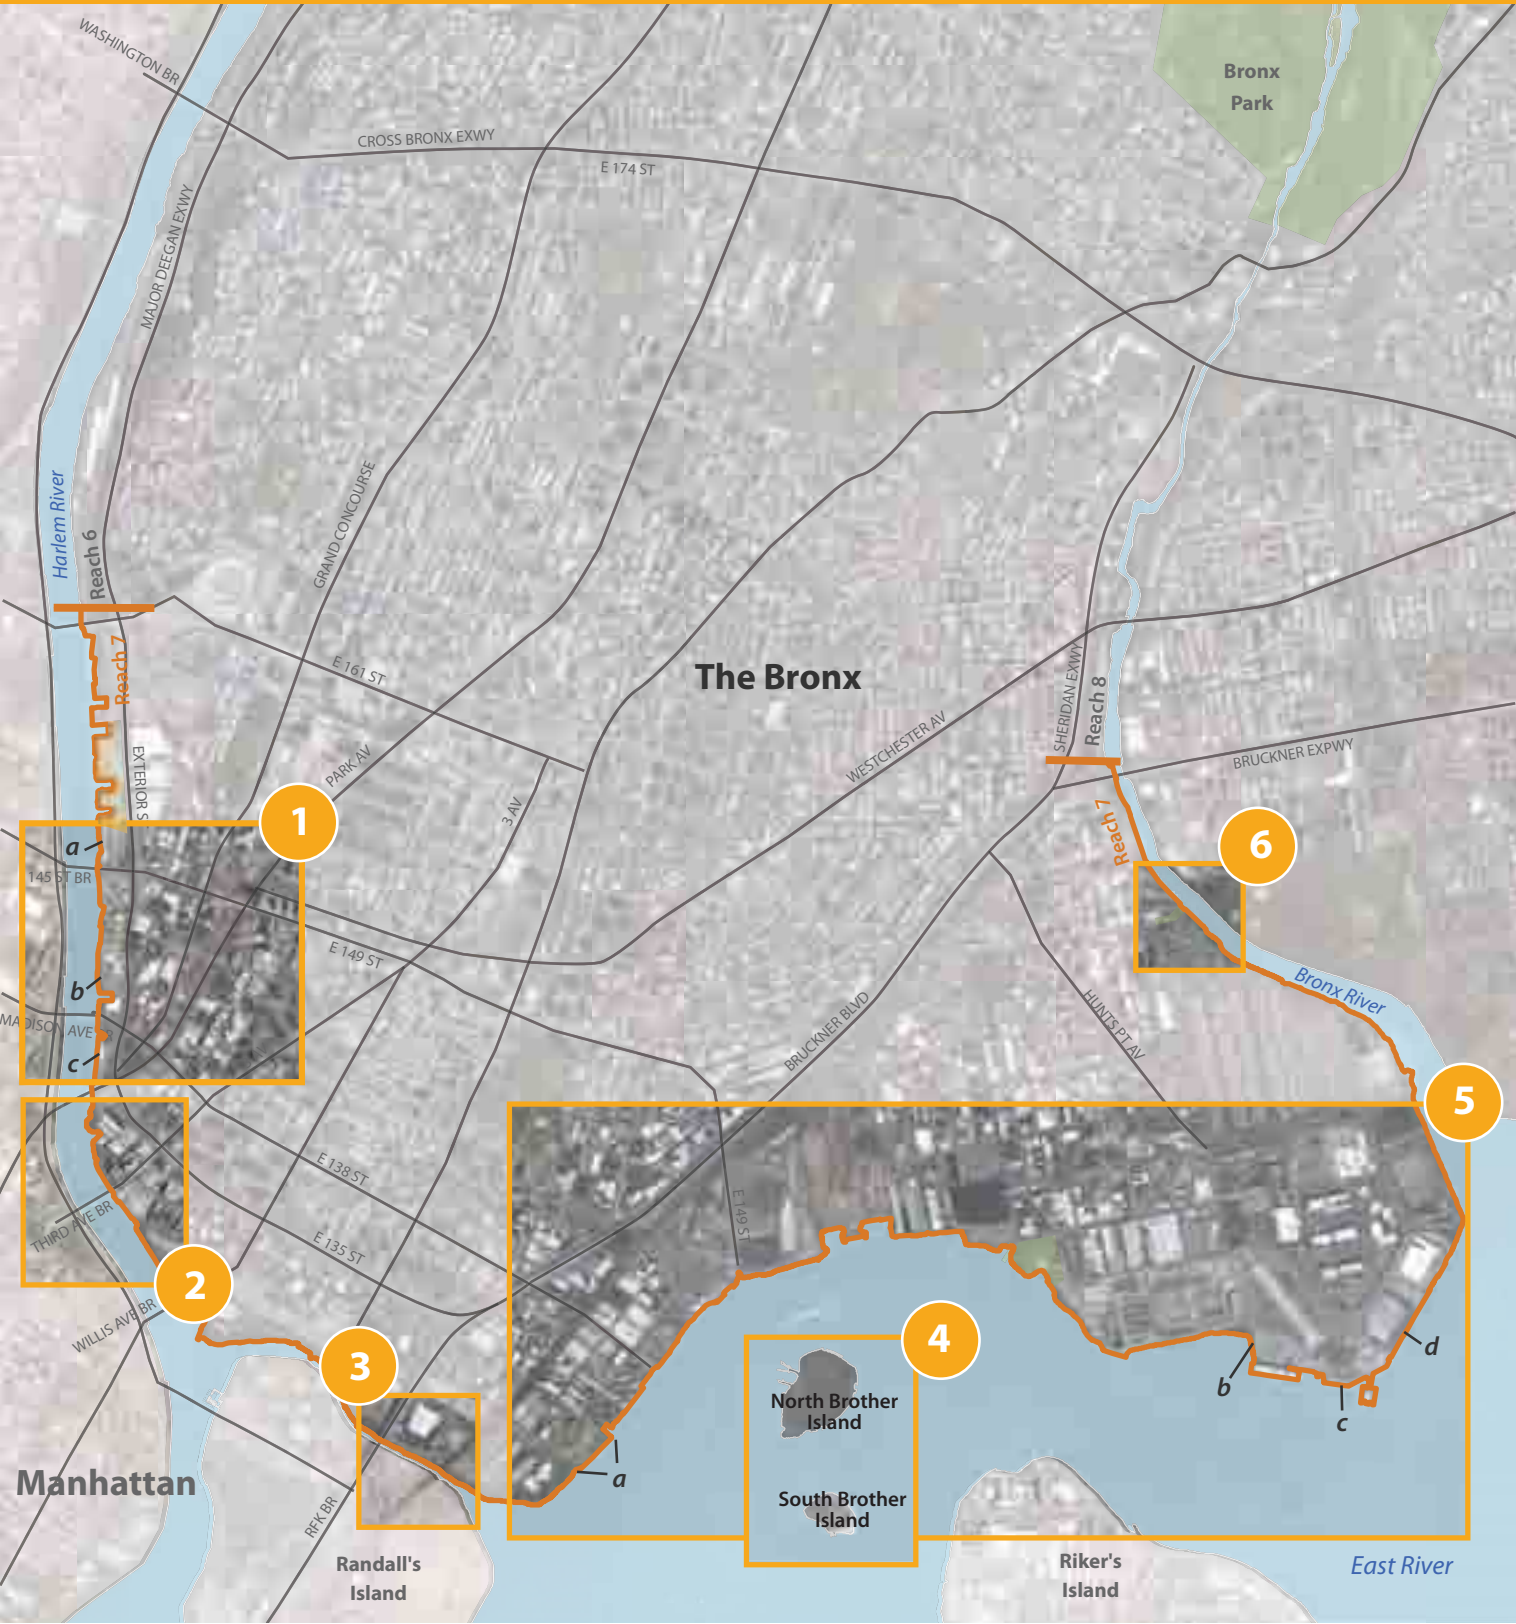 WASHINGTON BR
Bronx
Park
CROSS BRONX EXWY
E 174 ST
MAJOR DEEGAN EXWY
GRAND CONCOURSE
Harlem River
Reach 6
Reach 7
E 161 ST
The Bronx
SHERIDAN EXWY
Reach 8
WESTCHESTER AV
BRUCKNER EXPWY
EXTERIOR S
PARK AV
3 AV
Reach 7
1
6
a
145 ST BR
E 149 ST
b
MADISON AVE BR
c
Bronx River
BRUCKNER BLVD
HUNTS PT AV
5
E 138 ST
E 149 ST
THIRD AVE BR
E 135 ST
2
WILLIS AVE BR
3
4
North Brother
Island
b
d
c
Manhattan
a
South Brother
Island
RFK BR
Randall's
Island
Riker's
Island
East River